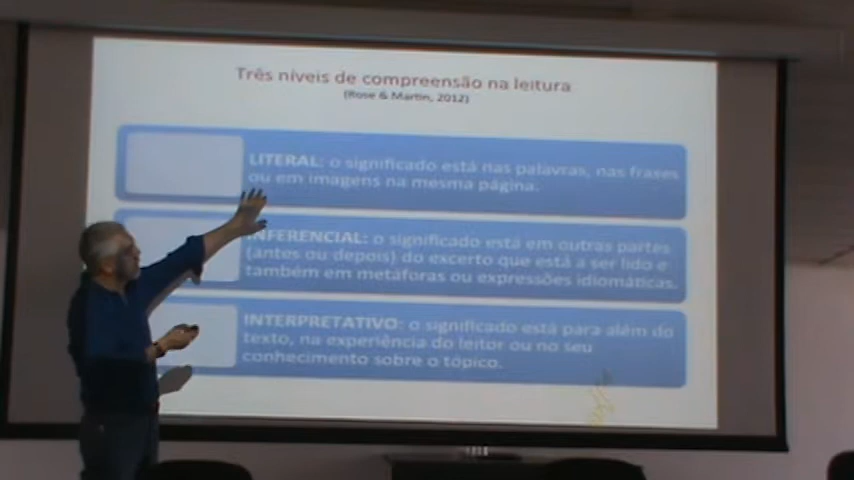 Três níveis de compreensão na leitura
(Rose & Martin, 2012)
LITERAL: o significado está nas palavras, nas frases
ou em imagens na mesma página.
INFERENCIAL: o significado está em outras partes
(antes ou depois) do excerto que está a ser lido e
também em metáforas ou expressões idiomáticas.
INTERPRETATIVO: o significado está para além do
texto, na experiência do leitor ou no seu
conhecimento sobre o tópico.